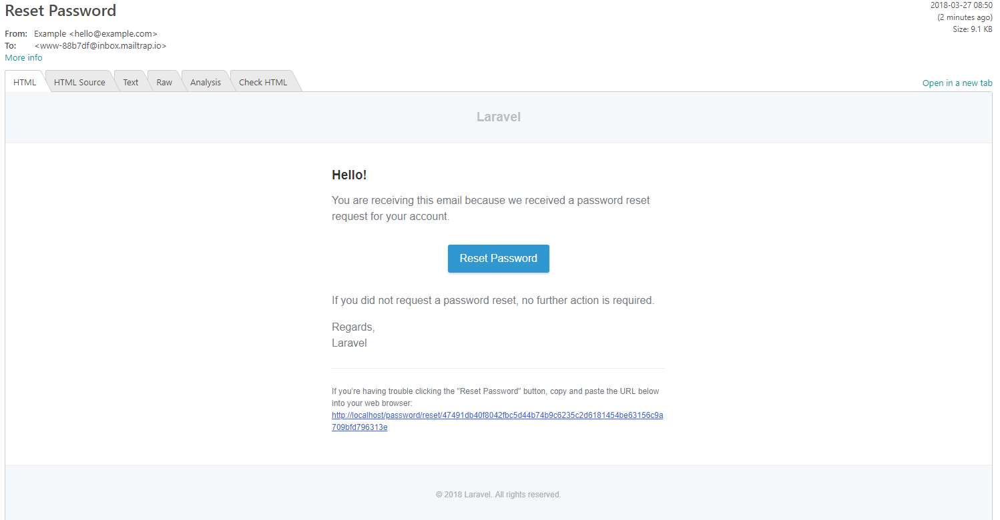 Reset Password
2018-03-27 08:50
(2 minutes ago)
Size: 9.1 KB
From: Example <hello@example.com>
To: <www-88b7df@inbox.mailtrap.io>
More info
HTML HTML Source Text Raw Analysis Check HTML
Open in a new tab
Laravel
Hello!
You are receiving this email because we received a password reset
request for your account.
Reset Password
If you did not request a password reset, no further action is required.
Regards,
Laravel
If you're having trouble clicking the "Reset Password" button, copy and paste the URL below
into your web browser:
http://localhost/password/reset/47491db40f8042fbc5d44b74b9c6235c2d6181454be63156c9a
709bfd796313e
© 2018 Laravel. All rights reserved.